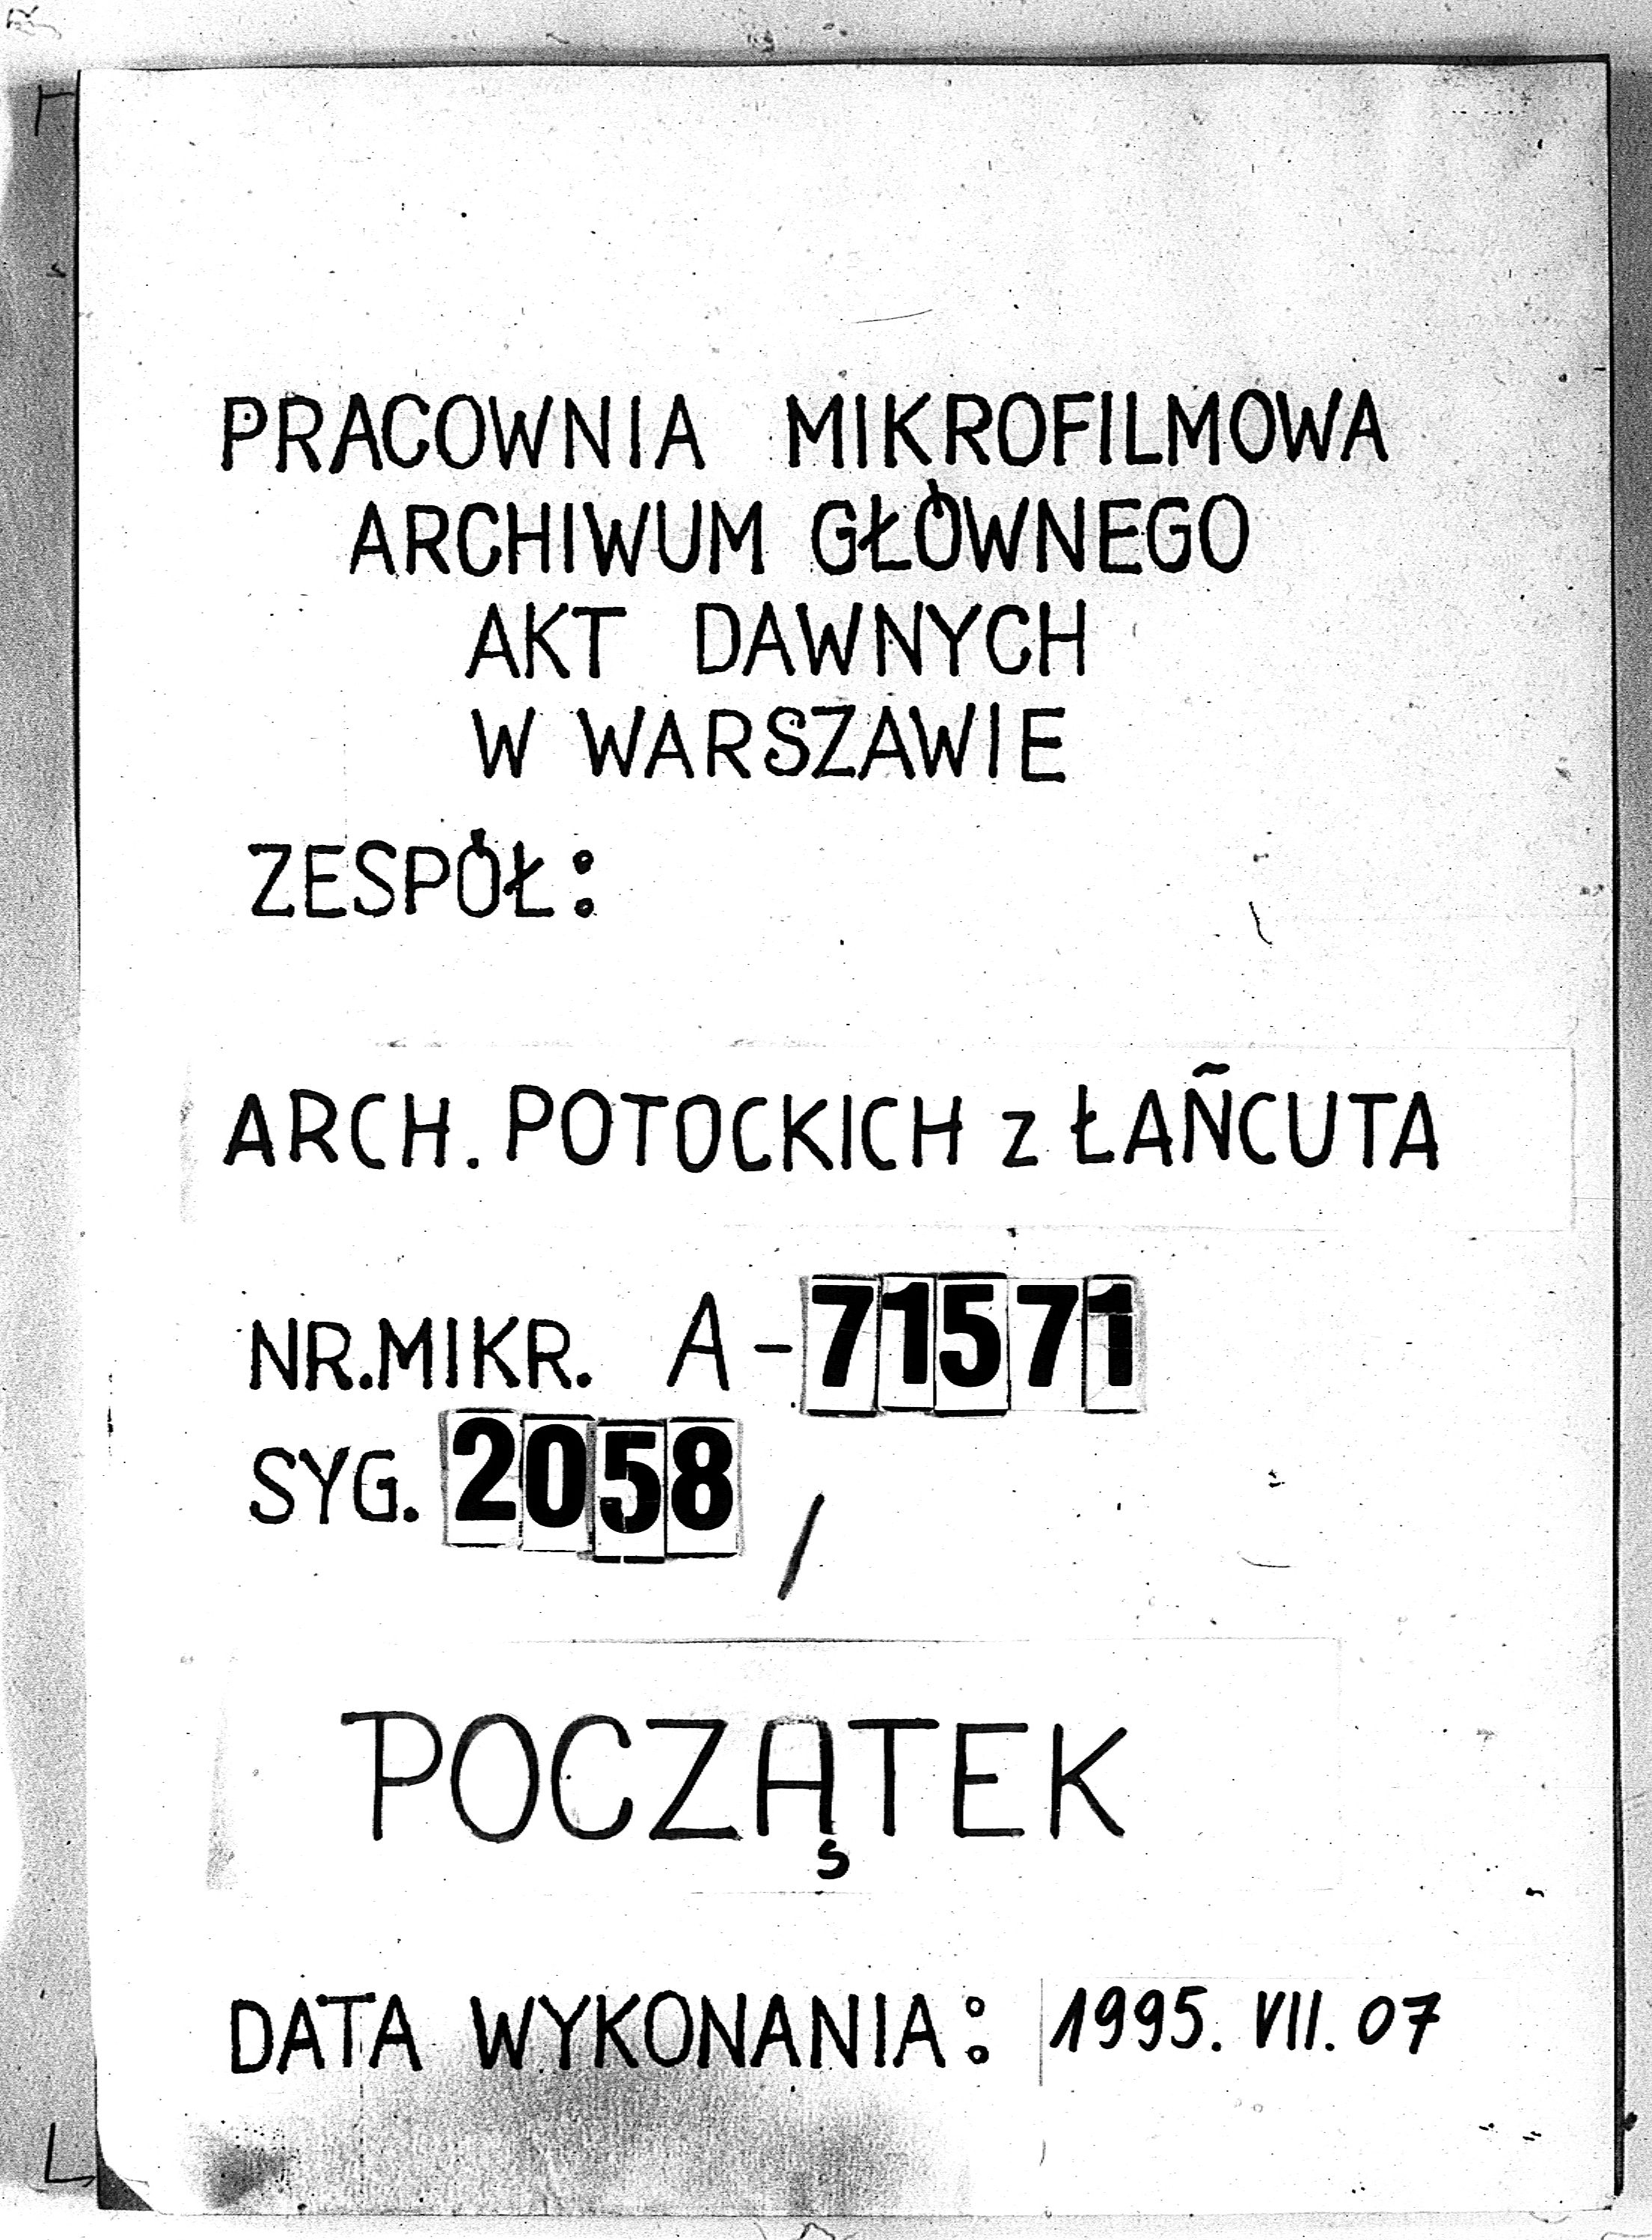 PRACOWNIA MIKROFILMOWA
ARCHIWUM GŁÓWNEGO
AKT DAWNYCH
W WARSZAWIE
ZESPÓŁ:
ARCH. POTOCKICH z ŁAŃCUTA
NR.MIKR. A-71571
SYG. 2058 /
POCZĄTEK
DATA WYKONANIA: 1995. VII. 07